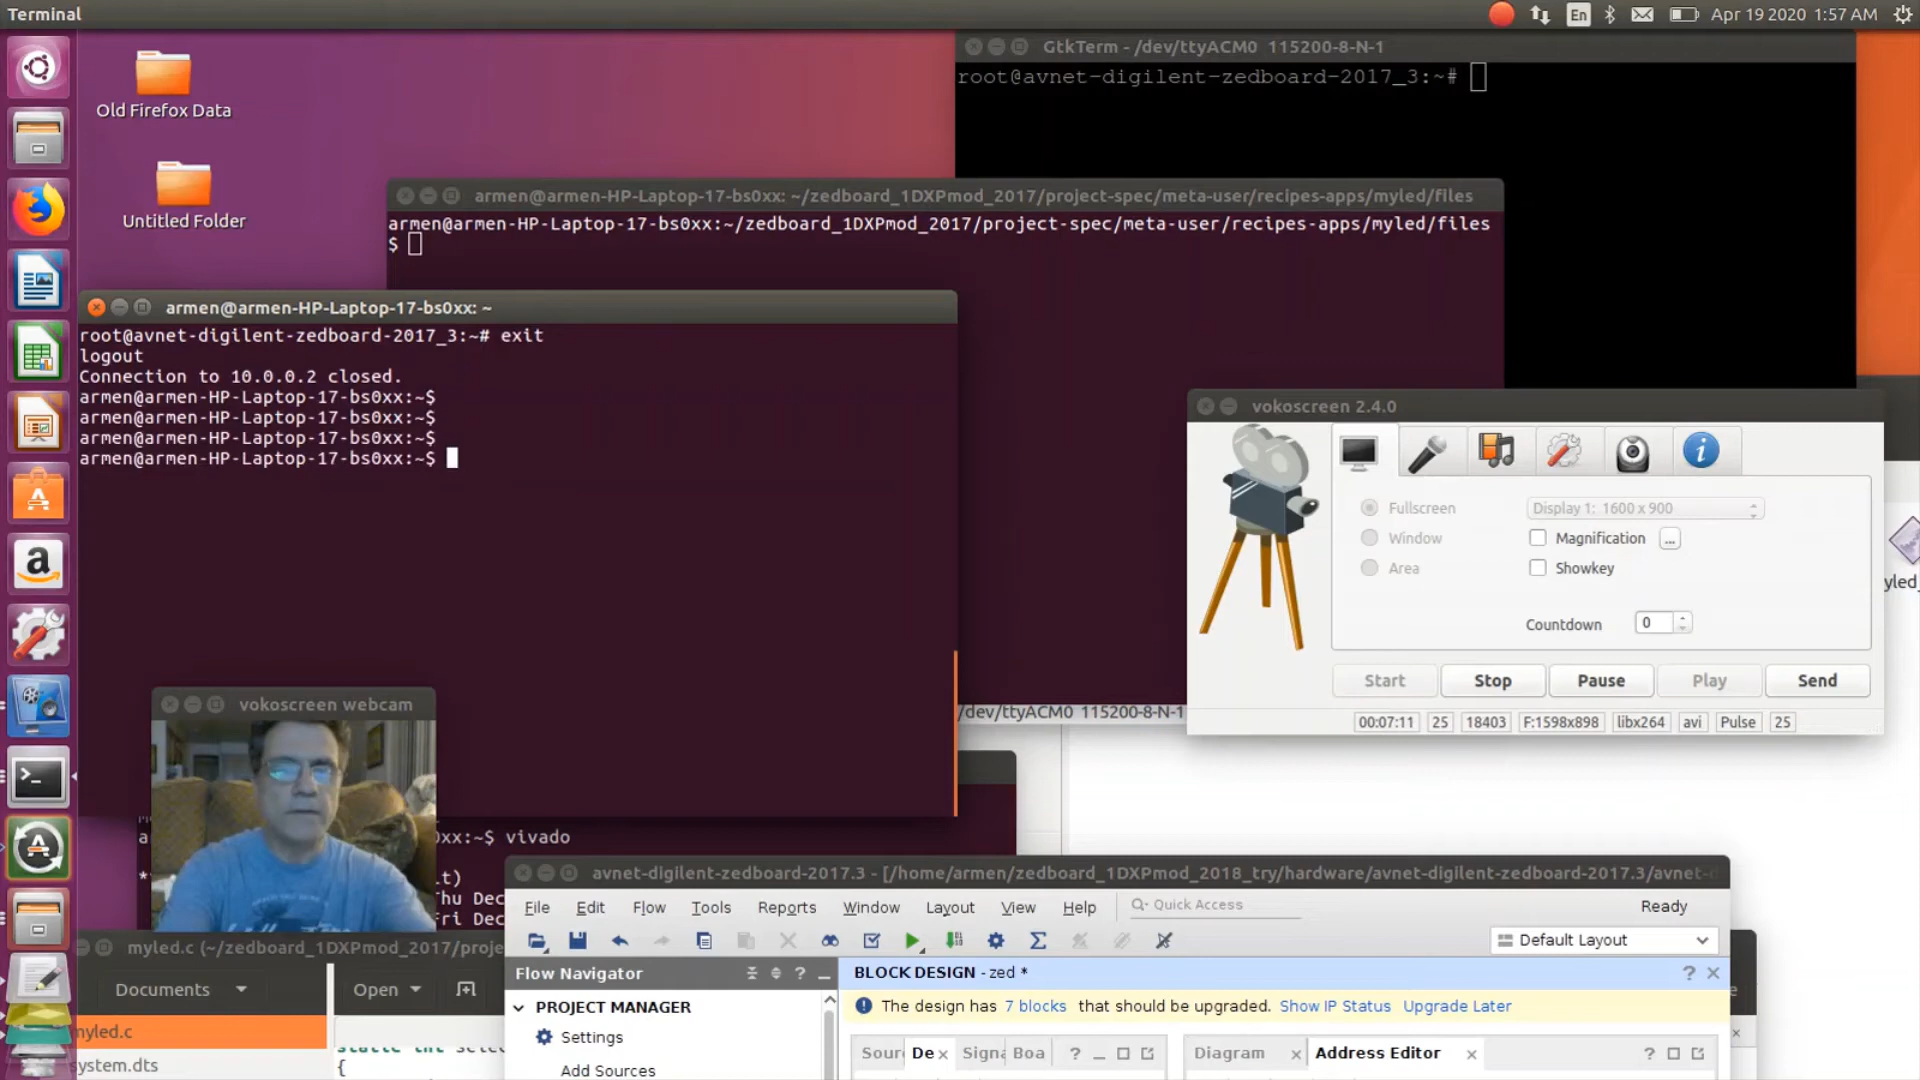 Terminal
En
Apr 19 2020 1:57 AM
Old Firefox Data
Untitled Folder
GtkTerm - /dev/ttyACM0 115200-8-N-1
root@avnet-digilent-zedboard-2017_3:~#
armen@armen-HP-Laptop-17-bs0xx: ~/zedboard_1DXPmod_2017/project-spec/meta-user/recipes-apps/myled/files
armen@armen-HP-Laptop-17-bs0xx:~/zedboard_1DXPmod_2017/project-spec/meta-user/recipes-apps/myled/files
$
armen@armen-HP-Laptop-17-bs0xx: ~
root@avnet-digilent-zedboard-2017_3:~# exit
logout
Connection to 10.0.0.2 closed.
armen@armen-HP-Laptop-17-bs0xx:~$
armen@armen-HP-Laptop-17-bs0xx:~$
armen@armen-HP-Laptop-17-bs0xx:~$
armen@armen-HP-Laptop-17-bs0xx:~$
vokoscreen 2.4.0
Fullscreen
Display 1: 1600 x 900
Window
Magnification ...
Area
Showkey
Countdown 0
Start Stop Pause Play Send
00:07:11 25 18403 F:1598x898 libx264 avi Pulse 25
yled_
/dev/ttyACM0 115200-8-N-1
vokoscreen webcam
xx:~$ vivado
Thu Dec
Fri Dec
avnet-digilent-zedboard-2017.3 - [/home/armen/zedboard_1DXPmod_2018_try/hardware/avnet-digilent-zedboard-2017.3/avnet-d
File Edit Flow Tools Reports Window Layout View Help Quick Access Ready
Default Layout
Flow Navigator
PROJECT MANAGER
Settings
Add Sources
BLOCK DESIGN - zed *
The design has 7 blocks that should be upgraded. Show IP Status Upgrade Later
Sour De Signa Boa
Diagram Address Editor
myled.c (~/zedboard_1DXPmod_2017/proje
Documents
Open
myled.c
system.dts
{